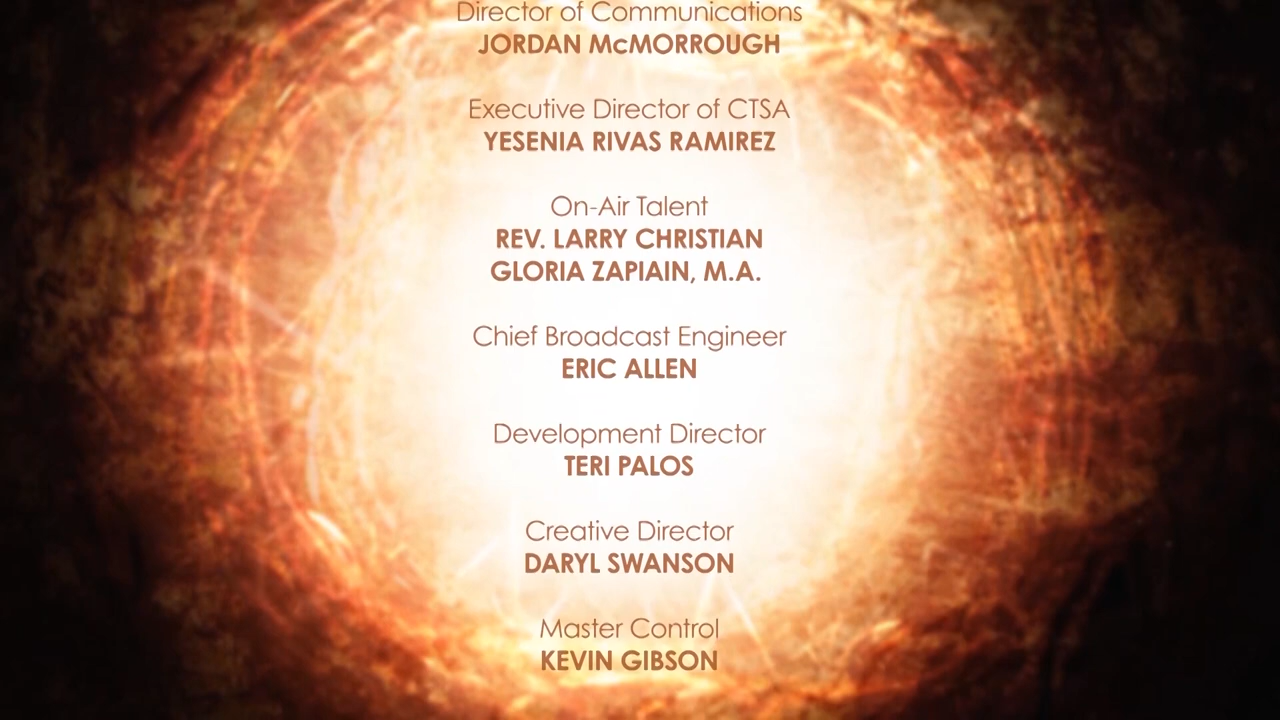 Director of Communications
JORDAN McMORROUGH
Executive Director of CTSA
YESENIA RIVAS RAMIREZ
On-Air Talent
REV. LARRY CHRISTIAN
GLORIA ZAPIAIN, M.A.
Chief Broadcast Engineer
ERIC ALLEN
Development Director
TERI PALOS
Creative Director
DARYL SWANSON
Master Control
KEVIN GIBSON